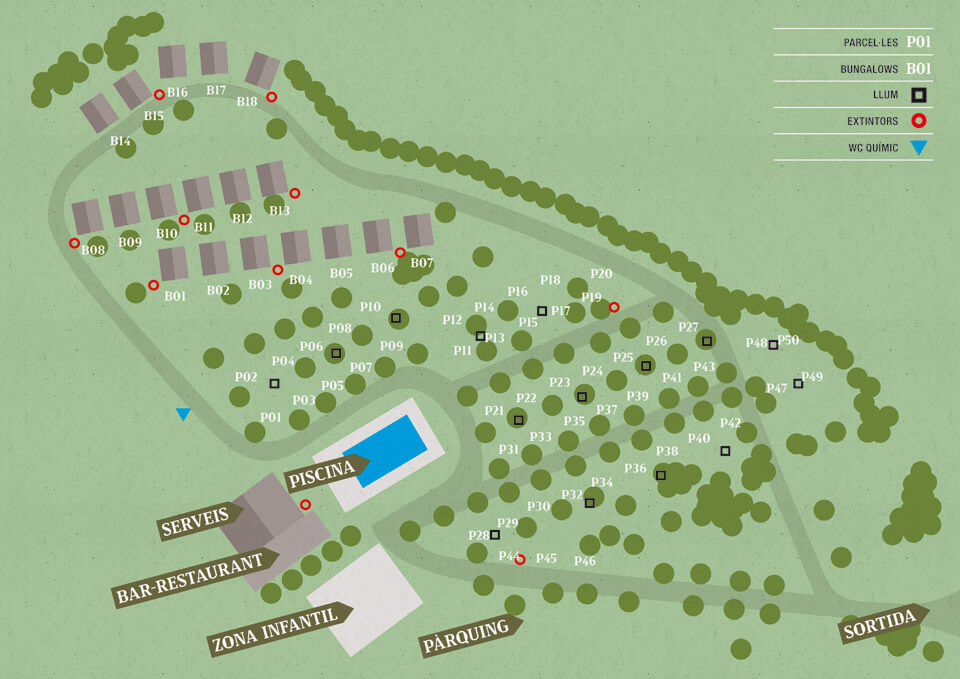 PARCEL·LES P01
BUNGALOWS B01
LLUM
EXTINTORS
WC QUÍMIC
B14
B15
B16
B17
B18
B08
B09
B10
B11
B12
B13
B01
B02
B03
B04
B05
B06
B07
P20
P18
P19
P16
P17
P14
P15
P12
P13
P11
P10
P08
P09
P06
P07
P04
P05
P02
P03
P01
P27
P26
P25
P24
P23
P22
P21
P48
P50
P49
P47
P43
P41
P39
P37
P35
P33
P31
P42
P40
P38
P36
P34
P32
P30
P29
P28
P44
P45
P46
PISCINA
SERVEIS
BAR-RESTAURANT
ZONA INFANTIL
PÀRQUING
SORTIDA